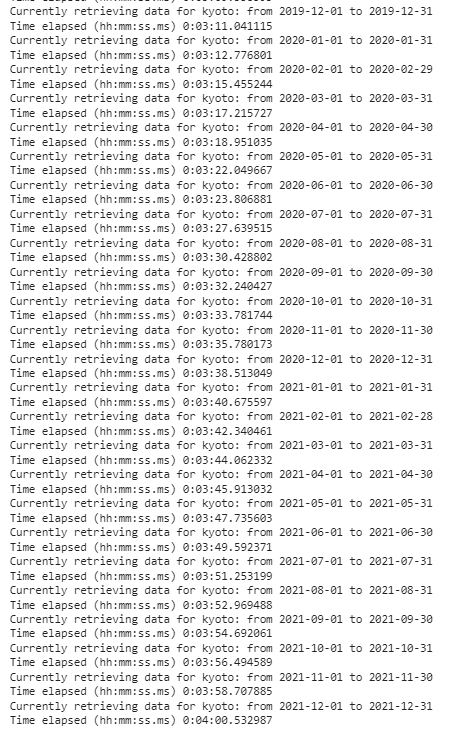 Currently retrieving data for kyoto: from 2019-12-01 to 2019-12-31
Time elapsed (hh:mm:ss.ms) 0:03:11.041115
Currently retrieving data for kyoto: from 2020-01-01 to 2020-01-31
Time elapsed (hh:mm:ss.ms) 0:03:12.776801
Currently retrieving data for kyoto: from 2020-02-01 to 2020-02-29
Time elapsed (hh:mm:ss.ms) 0:03:15.455244
Currently retrieving data for kyoto: from 2020-03-01 to 2020-03-31
Time elapsed (hh:mm:ss.ms) 0:03:17.215727
Currently retrieving data for kyoto: from 2020-04-01 to 2020-04-30
Time elapsed (hh:mm:ss.ms) 0:03:18.951035
Currently retrieving data for kyoto: from 2020-05-01 to 2020-05-31
Time elapsed (hh:mm:ss.ms) 0:03:22.049667
Currently retrieving data for kyoto: from 2020-06-01 to 2020-06-30
Time elapsed (hh:mm:ss.ms) 0:03:23.806881
Currently retrieving data for kyoto: from 2020-07-01 to 2020-07-31
Time elapsed (hh:mm:ss.ms) 0:03:27.639515
Currently retrieving data for kyoto: from 2020-08-01 to 2020-08-31
Time elapsed (hh:mm:ss.ms) 0:03:30.428802
Currently retrieving data for kyoto: from 2020-09-01 to 2020-09-30
Time elapsed (hh:mm:ss.ms) 0:03:32.240427
Currently retrieving data for kyoto: from 2020-10-01 to 2020-10-31
Time elapsed (hh:mm:ss.ms) 0:03:33.781744
Currently retrieving data for kyoto: from 2020-11-01 to 2020-11-30
Time elapsed (hh:mm:ss.ms) 0:03:35.780173
Currently retrieving data for kyoto: from 2020-12-01 to 2020-12-31
Time elapsed (hh:mm:ss.ms) 0:03:38.513049
Currently retrieving data for kyoto: from 2021-01-01 to 2021-01-31
Time elapsed (hh:mm:ss.ms) 0:03:40.675597
Currently retrieving data for kyoto: from 2021-02-01 to 2021-02-28
Time elapsed (hh:mm:ss.ms) 0:03:42.340461
Currently retrieving data for kyoto: from 2021-03-01 to 2021-03-31
Time elapsed (hh:mm:ss.ms) 0:03:44.062332
Currently retrieving data for kyoto: from 2021-04-01 to 2021-04-30
Time elapsed (hh:mm:ss.ms) 0:03:45.913032
Currently retrieving data for kyoto: from 2021-05-01 to 2021-05-31
Time elapsed (hh:mm:ss.ms) 0:03:47.735603
Currently retrieving data for kyoto: from 2021-06-01 to 2021-06-30
Time elapsed (hh:mm:ss.ms) 0:03:49.592371
Currently retrieving data for kyoto: from 2021-07-01 to 2021-07-31
Time elapsed (hh:mm:ss.ms) 0:03:51.253199
Currently retrieving data for kyoto: from 2021-08-01 to 2021-08-31
Time elapsed (hh:mm:ss.ms) 0:03:52.969488
Currently retrieving data for kyoto: from 2021-09-01 to 2021-09-30
Time elapsed (hh:mm:ss.ms) 0:03:54.692061
Currently retrieving data for kyoto: from 2021-10-01 to 2021-10-31
Time elapsed (hh:mm:ss.ms) 0:03:56.494589
Currently retrieving data for kyoto: from 2021-11-01 to 2021-11-30
Time elapsed (hh:mm:ss.ms) 0:03:58.707885
Currently retrieving data for kyoto: from 2021-12-01 to 2021-12-31
Time elapsed (hh:mm:ss.ms) 0:04:00.532987